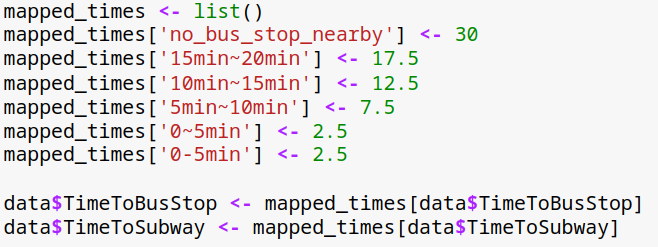 mapped_times <- list()
mapped_times['no_bus_stop_nearby'] <- 30
mapped_times['15min~20min'] <- 17.5
mapped_times['10min~15min'] <- 12.5
mapped_times['5min~10min'] <- 7.5
mapped_times['0~5min'] <- 2.5
mapped_times['0-5min'] <- 2.5
data$TimeToBusStop <- mapped_times[data$TimeToBusStop]
data$TimeToSubway <- mapped_times[data$TimeToSubway]